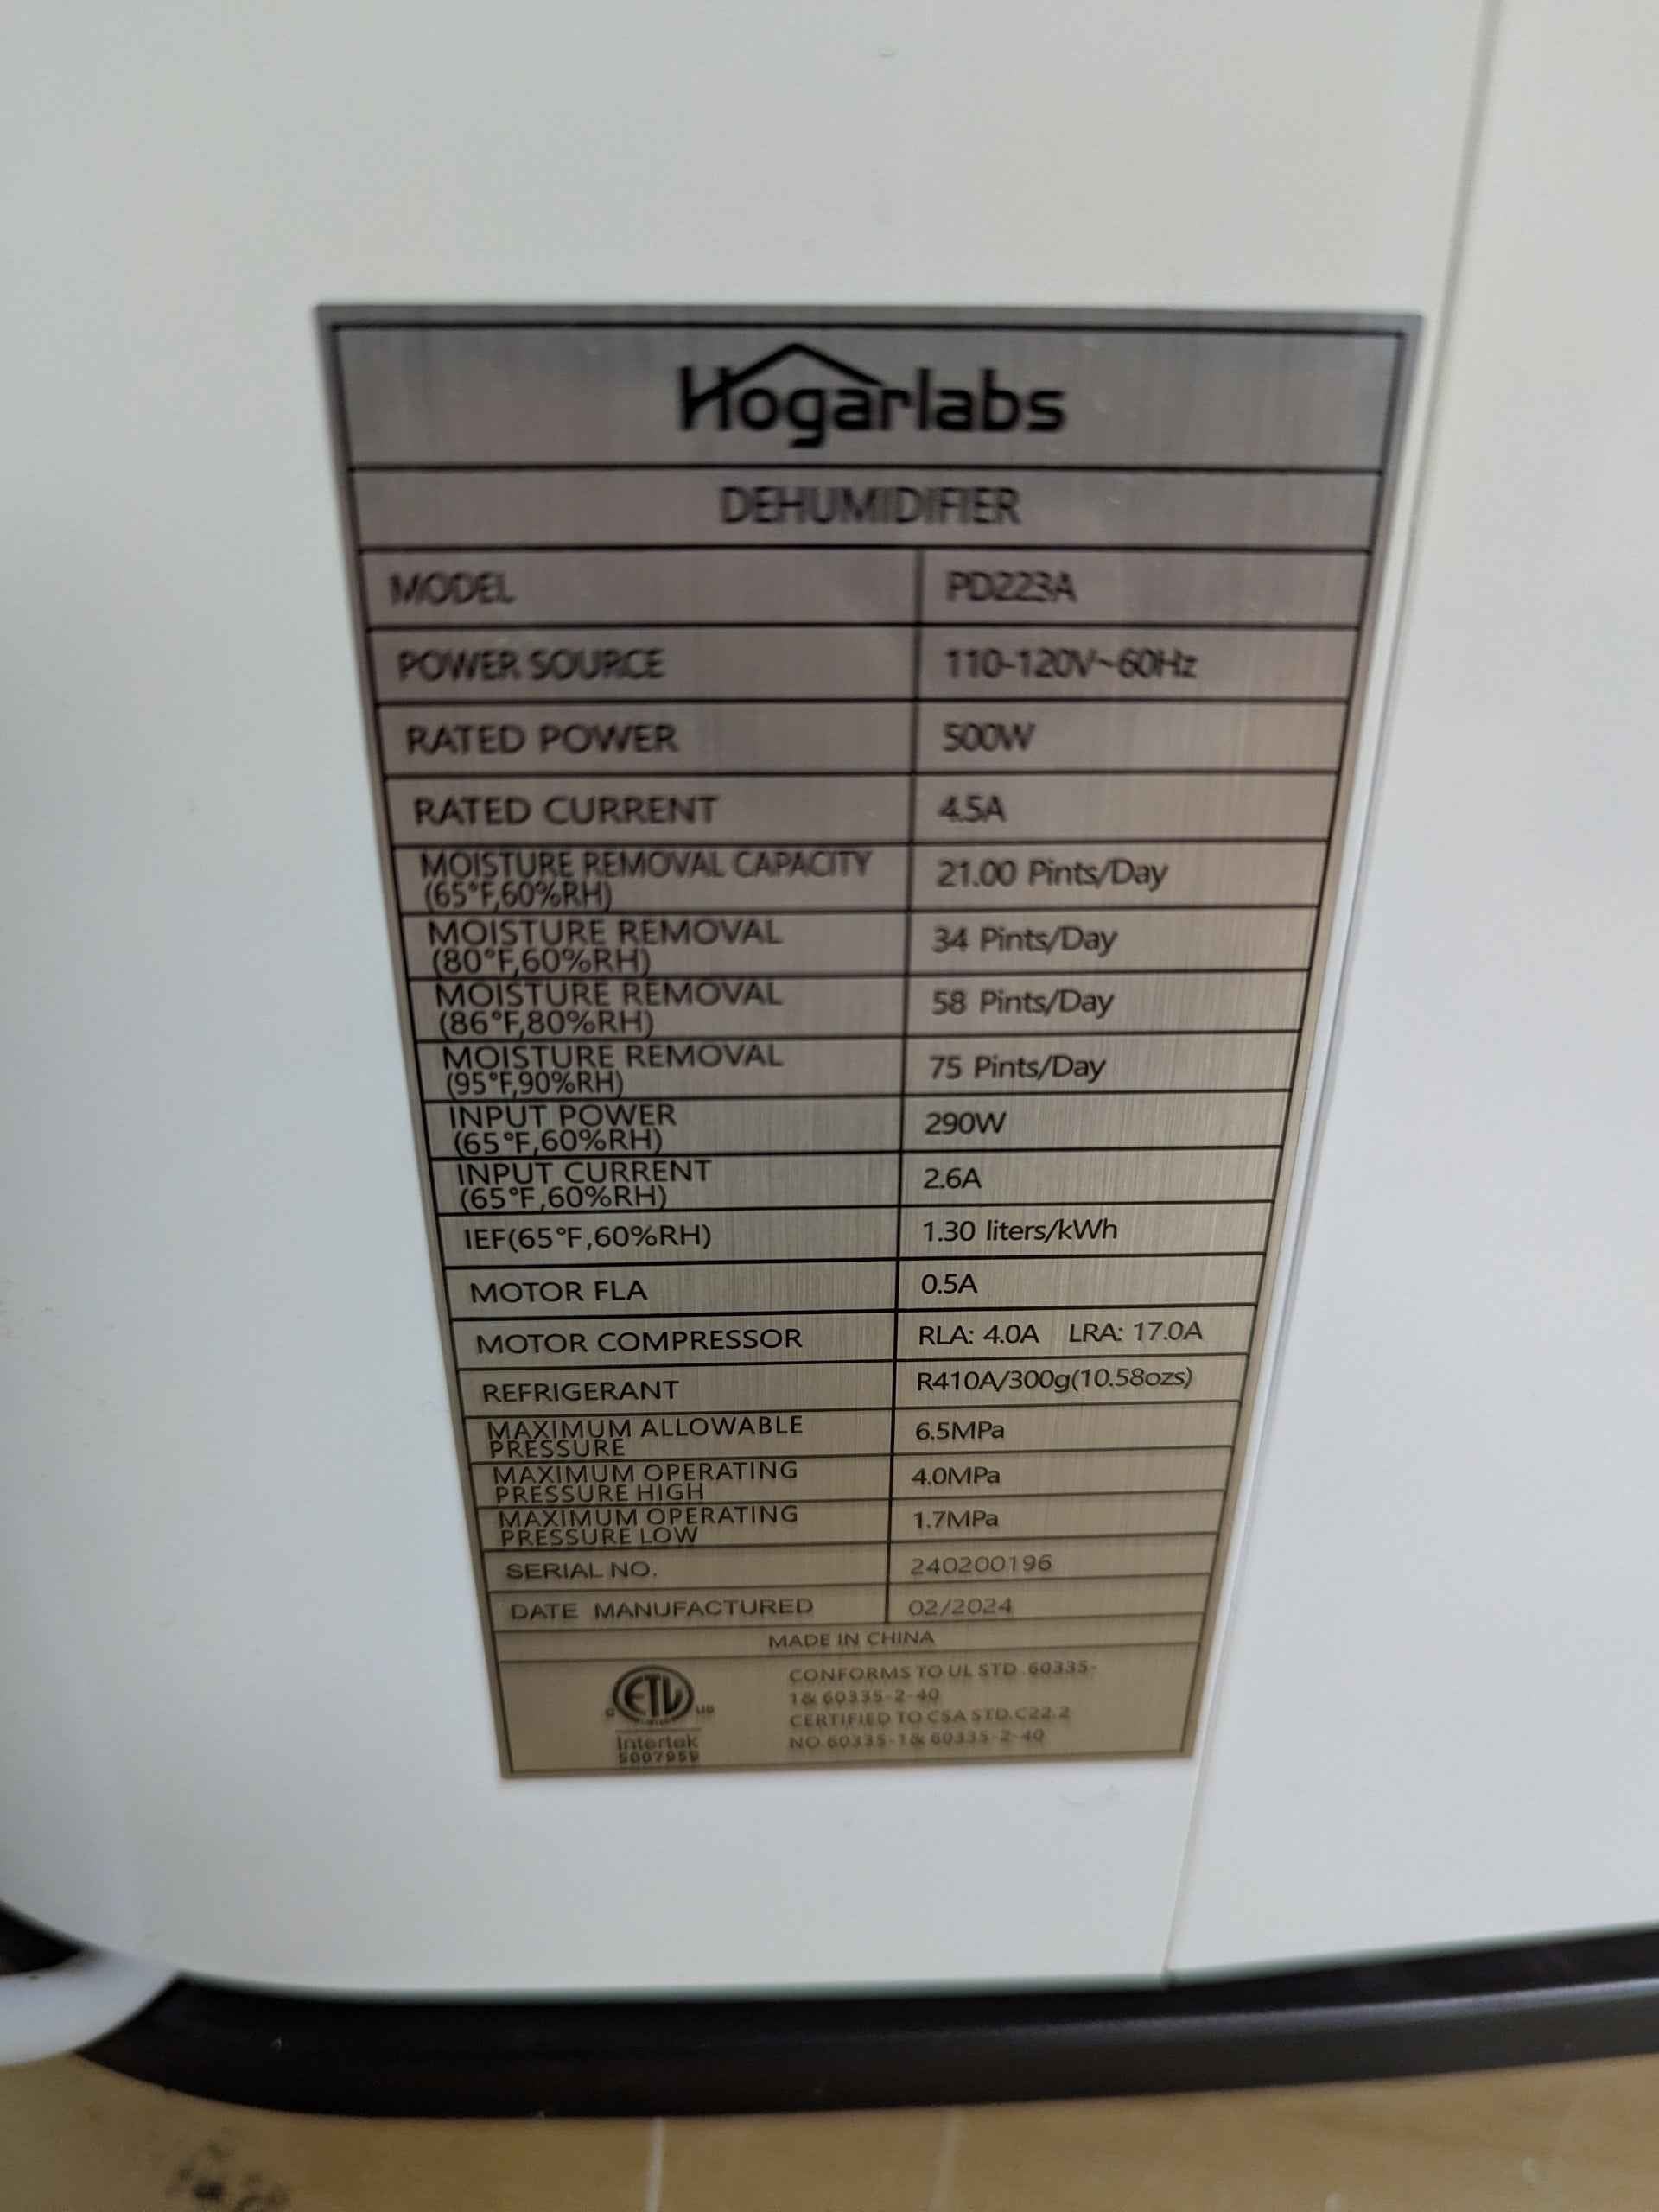 Hogarlabs
DEHUMIDIFIER
MODEL PD223A
POWER SOURCE 110-120V~60Hz
RATED POWER 500W
RATED CURRENT 4.5A
MOISTURE REMOVAL CAPACITY
(65°F,60%RH) 21.00 Pints/Day
MOISTURE REMOVAL
(80°F,60%RH) 34 Pints/Day
MOISTURE REMOVAL
(86°F,80%RH) 58 Pints/Day
MOISTURE REMOVAL
(95°F,90%RH) 75 Pints/Day
INPUT POWER
(65°F,60%RH) 290W
INPUT CURRENT
(65°F,60%RH) 2.6A
IEF(65°F,60%RH) 1.30 liters/kWh
MOTOR FLA 0.5A
MOTOR COMPRESSOR RLA: 4.0A LRA: 17.0A
REFRIGERANT R410A/300g(10.58ozs)
MAXIMUM ALLOWABLE
PRESSURE 6.5MPa
MAXIMUM OPERATING
PRESSURE HIGH 4.0MPa
MAXIMUM OPERATING
PRESSURE LOW 1.7MPa
SERIAL NO. 240200196
DATE MANUFACTURED 02/2024
MADE IN CHINA
ETL
Intertek
5007959
CONFORMS TO UL STD .60335-
1& 60335-2-40
CERTIFIED TO CSA STD.C22.2
NO.60335-1& 60335-2-40